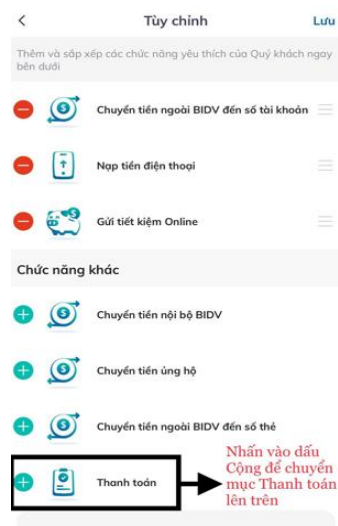 Tùy chỉnh
Lưu
Thêm và sắp xếp các chức năng yêu thích của Quý khách ngay
bên dưới
Chuyển tiền ngoài BIDV đến số tài khoản
Nạp tiền điện thoại
Gửi tiết kiệm Online
Chức năng khác
Chuyển tiền nội bộ BIDV
Chuyển tiền ủng hộ
Chuyển tiền ngoài BIDV đến số thẻ
Thanh toán
Nhấn vào dấu
Cộng để chuyển
mục Thanh toán
lên trên